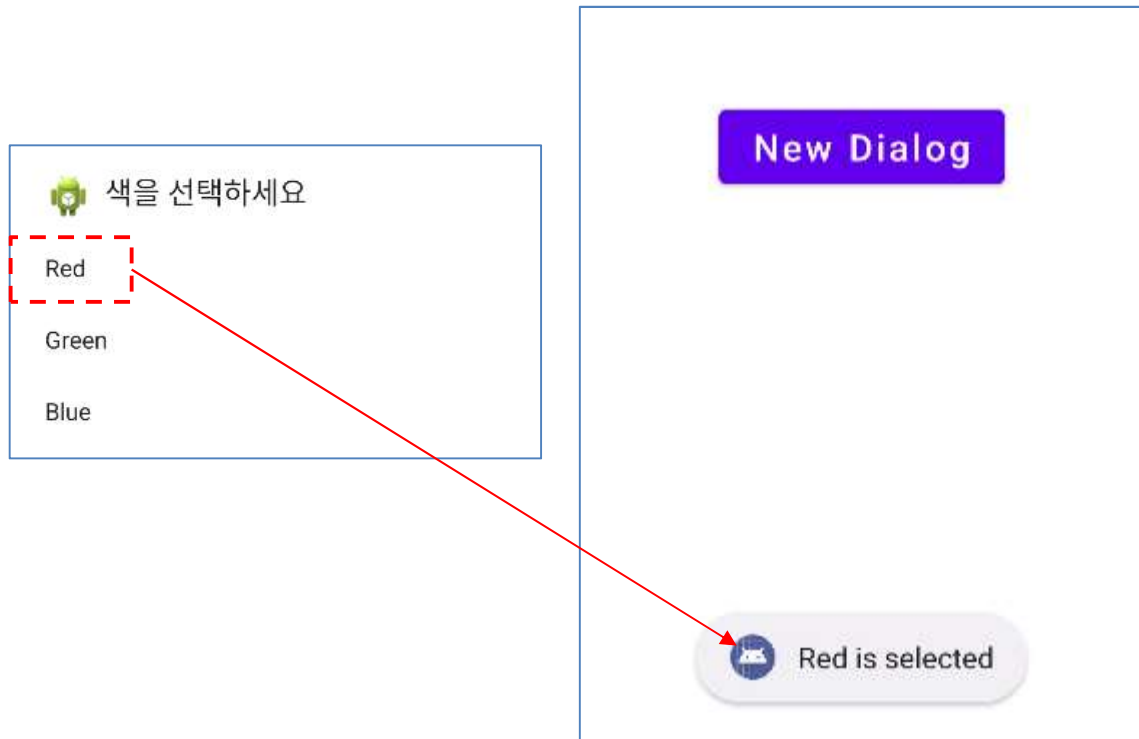 색을 선택하세요
Red
Green
Blue
New Dialog
Red is selected